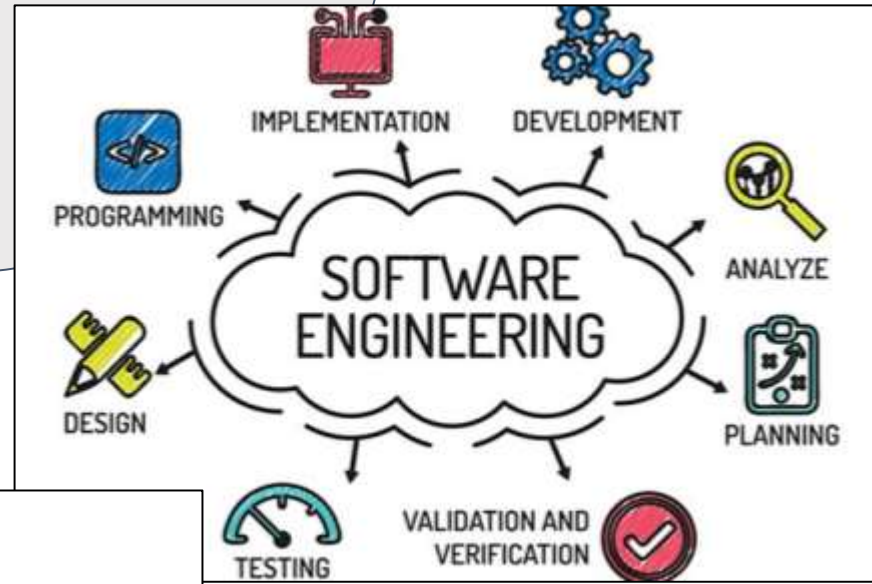 IMPLEMENTATION
DEVELOPMENT
PROGRAMMING
ANALYZE
SOFTWARE
ENGINEERING
DESIGN
PLANNING
TESTING
VALIDATION AND
VERIFICATION